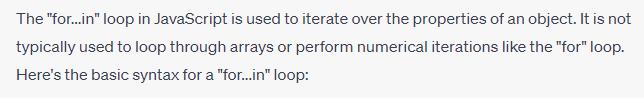 The "for...in" loop in JavaScript is used to iterate over the properties of an object. It is not
typically used to loop through arrays or perform numerical iterations like the "for" loop.
Here's the basic syntax for a "for...in" loop: